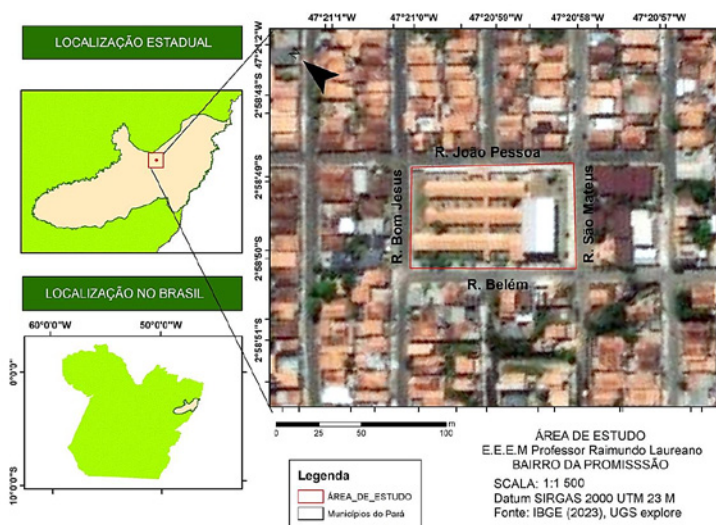 LOCALIZAÇÃO ESTADUAL
LOCALIZAÇÃO NO BRASIL
60°0'0"W 50°0'0"W
0°0'0"
10°0'0"S
47°21'1"W 47°21'0"W 47°20'59"W 47°20'58"W 47°20'57"W
47°21'2"W
2°58'48"S
2°58'49"S
2°58'50"S
2°58'51"S
R. João Pessoa
R. Bom Jesus
R. São Mateus
R. Belém
0 25 50 100
m
Legenda
ÁREA_DE_ESTUDO
Municípios do Pará
ÁREA DE ESTUDO
E.E.E.M Professor Raimundo Laureano
BAIRRO DA PROMISSSÃO
SCALA: 1:1 500
Datum SIRGAS 2000 UTM 23 M
Fonte: IBGE (2023), UGS explore